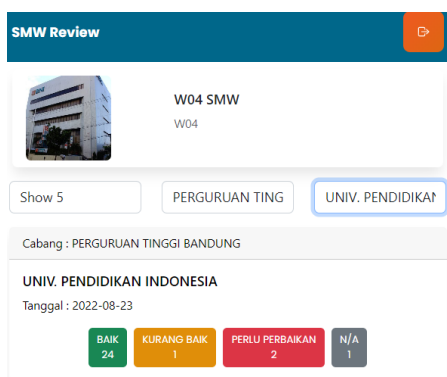 SMW Review
W04 SMW
W04
Show 5
PERGURUAN TING
UNIV. PENDIDIKAN
Cabang : PERGURUAN TINGGI BANDUNG
UNIV. PENDIDIKAN INDONESIA
Tanggal : 2022-08-23
BAIK
24
KURANG BAIK
1
PERLU PERBAIKAN
2
N/A
1